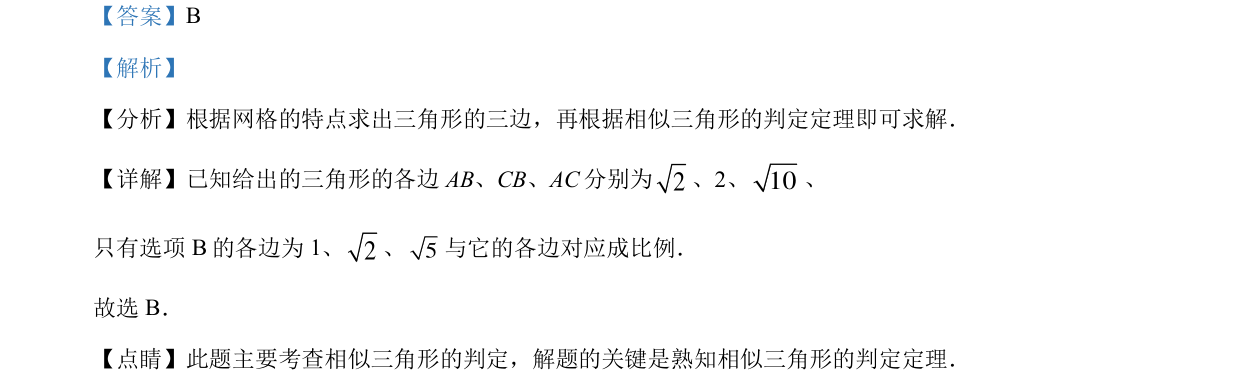 【答案】B
【解析】
【分析】根据网格的特点求出三角形的三边，再根据相似三角形的判定定理即可求解．
【详解】已知给出的三角形的各边 AB、CB、AC 分别为 √2 、2、 √10 、
只有选项 B 的各边为 1、 √2 、 √5 与它的各边对应成比例．
故选 B．
【点睛】此题主要考查相似三角形的判定，解题的关键是熟知相似三角形的判定定理．